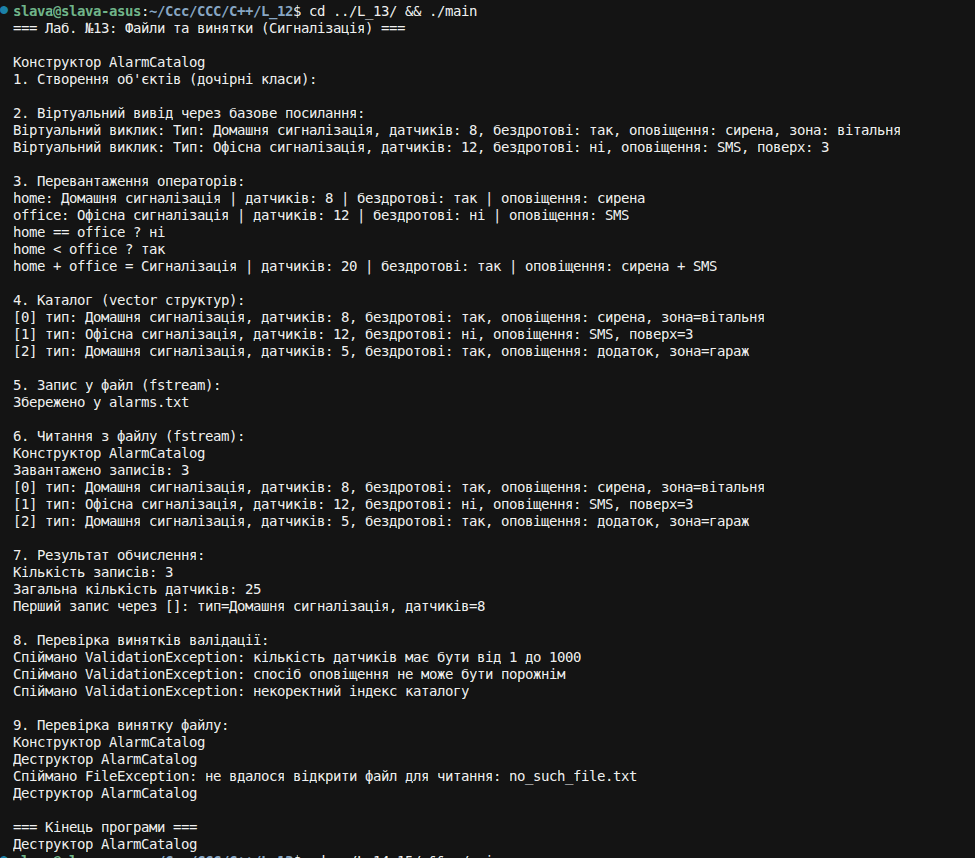 slava@slava-asus:~/Ccc/CCC/C++/L_12$ cd ../L_13/ && ./main
=== Лаб. №13: Файли та винятки (Сигналізація) ===
Конструктор AlarmCatalog
1. Створення об'єктів (дочірні класи):
2. Віртуальний вивід через базове посилання:
Віртуальний виклик: Тип: Домашня сигналізація, датчиків: 8, бездротові: так, оповіщення: сирена, зона: вітальня
Віртуальний виклик: Тип: Офісна сигналізація, датчиків: 12, бездротові: ні, оповіщення: SMS, поверх: 3
3. Перевантаження операторів:
home: Домашня сигналізація | датчиків: 8 | бездротові: так | оповіщення: сирена
office: Офісна сигналізація | датчиків: 12 | бездротові: ні | оповіщення: SMS
home == office ? ні
home < office ? так
home + office = Сигналізація | датчиків: 20 | бездротові: так | оповіщення: сирена + SMS
4. Каталог (vector структур):
[0] тип: Домашня сигналізація, датчиків: 8, бездротові: так, оповіщення: сирена, зона=вітальня
[1] тип: Офісна сигналізація, датчиків: 12, бездротові: ні, оповіщення: SMS, поверх=3
[2] тип: Домашня сигналізація, датчиків: 5, бездротові: так, оповіщення: додаток, зона=гараж
5. Запис у файл (fstream):
Збережено у alarms.txt
6. Читання з файлу (fstream):
Конструктор AlarmCatalog
Завантажено записів: 3
[0] тип: Домашня сигналізація, датчиків: 8, бездротові: так, оповіщення: сирена, зона=вітальня
[1] тип: Офісна сигналізація, датчиків: 12, бездротові: ні, оповіщення: SMS, поверх=3
[2] тип: Домашня сигналізація, датчиків: 5, бездротові: так, оповіщення: додаток, зона=гараж
7. Результат обчислення:
Кількість записів: 3
Загальна кількість датчиків: 25
Перший запис через []: тип=Домашня сигналізація, датчиків=8
8. Перевірка винятків валідації:
Спіймано ValidationException: кількість датчиків має бути від 1 до 1000
Спіймано ValidationException: спосіб оповіщення не може бути порожнім
Спіймано ValidationException: некоректний індекс каталогу
9. Перевірка винятку файлу:
Конструктор AlarmCatalog
Деструктор AlarmCatalog
Спіймано FileException: не вдалося відкрити файл для читання: no_such_file.txt
Деструктор AlarmCatalog
=== Кінець програми ===
Деструктор AlarmCatalog